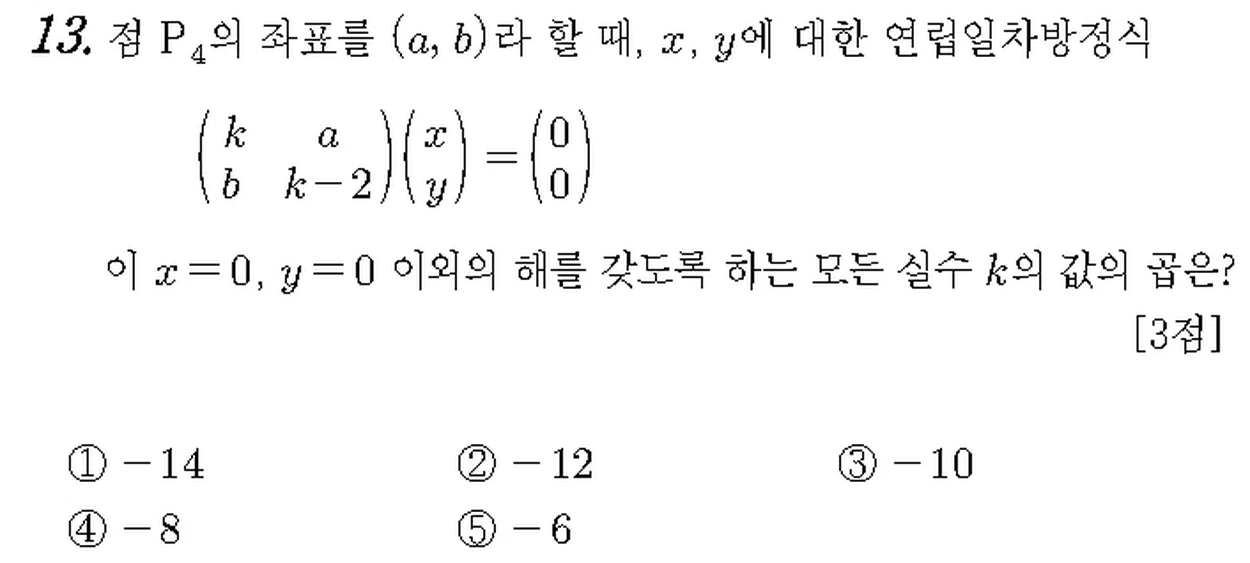 13. 점 P₄의 좌표를 (a, b)라 할 때, x, y에 대한 연립일차방정식
( k a ) ( x ) = ( 0 )
( b k−2 ) ( y ) ( 0 )
이 x=0, y=0 이외의 해를 갖도록 하는 모든 실수 k의 값의 곱은?
[3점]
① −14 ② −12 ③ −10
④ −8 ⑤ −6